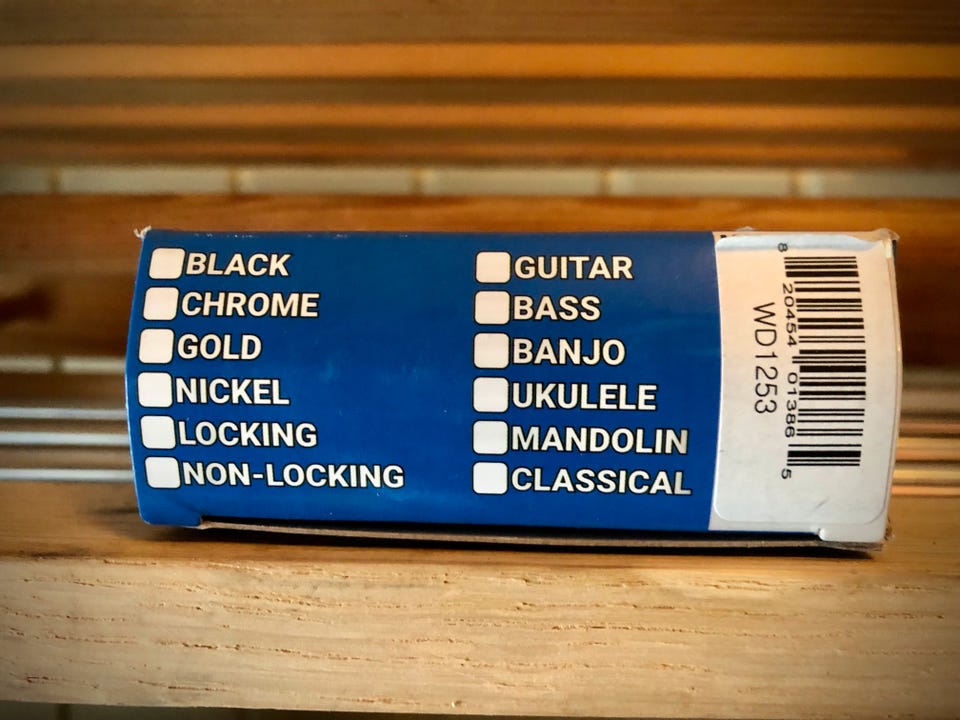 BLACK
CHROME
GOLD
NICKEL
LOCKING
NON-LOCKING
GUITAR
BASS
BANJO
UKULELE
MANDOLIN
CLASSICAL
8 20454 01386 5
WD1253